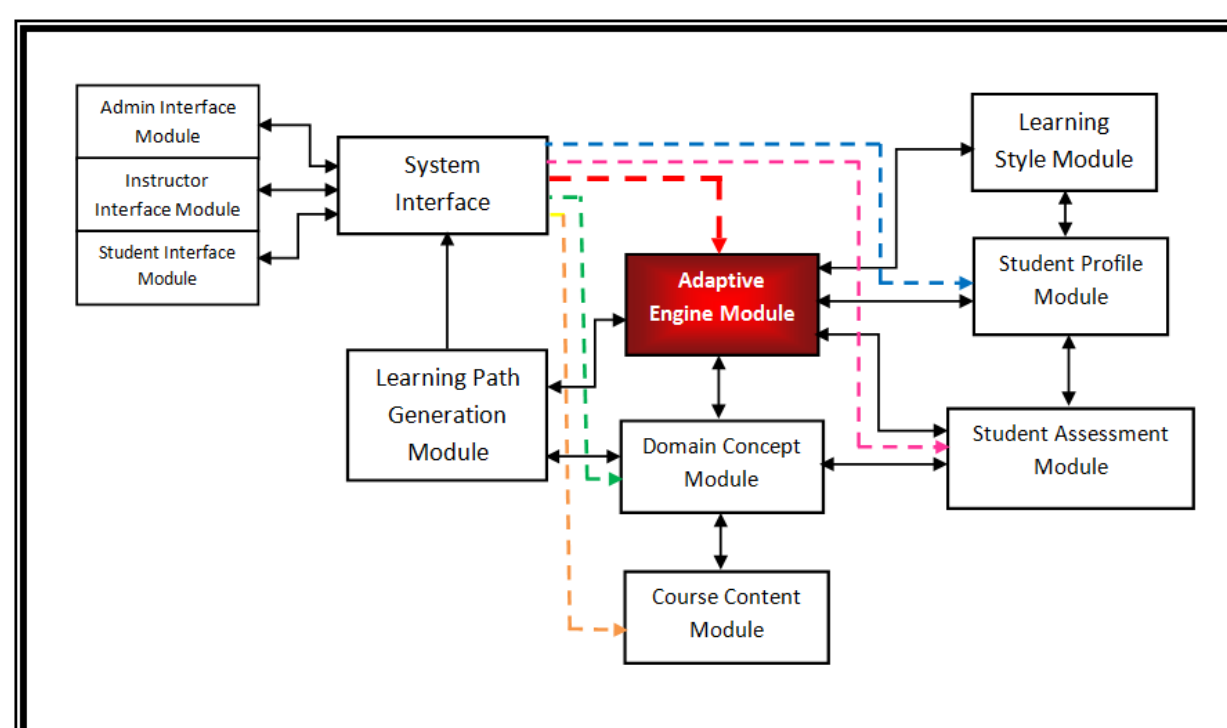 Admin Interface
Module
Instructor
Interface Module
Student Interface
Module
System
Interface
Learning Path
Generation
Module
Adaptive
Engine Module
Domain Concept
Module
Course Content
Module
Learning
Style Module
Student Profile
Module
Student Assessment
Module